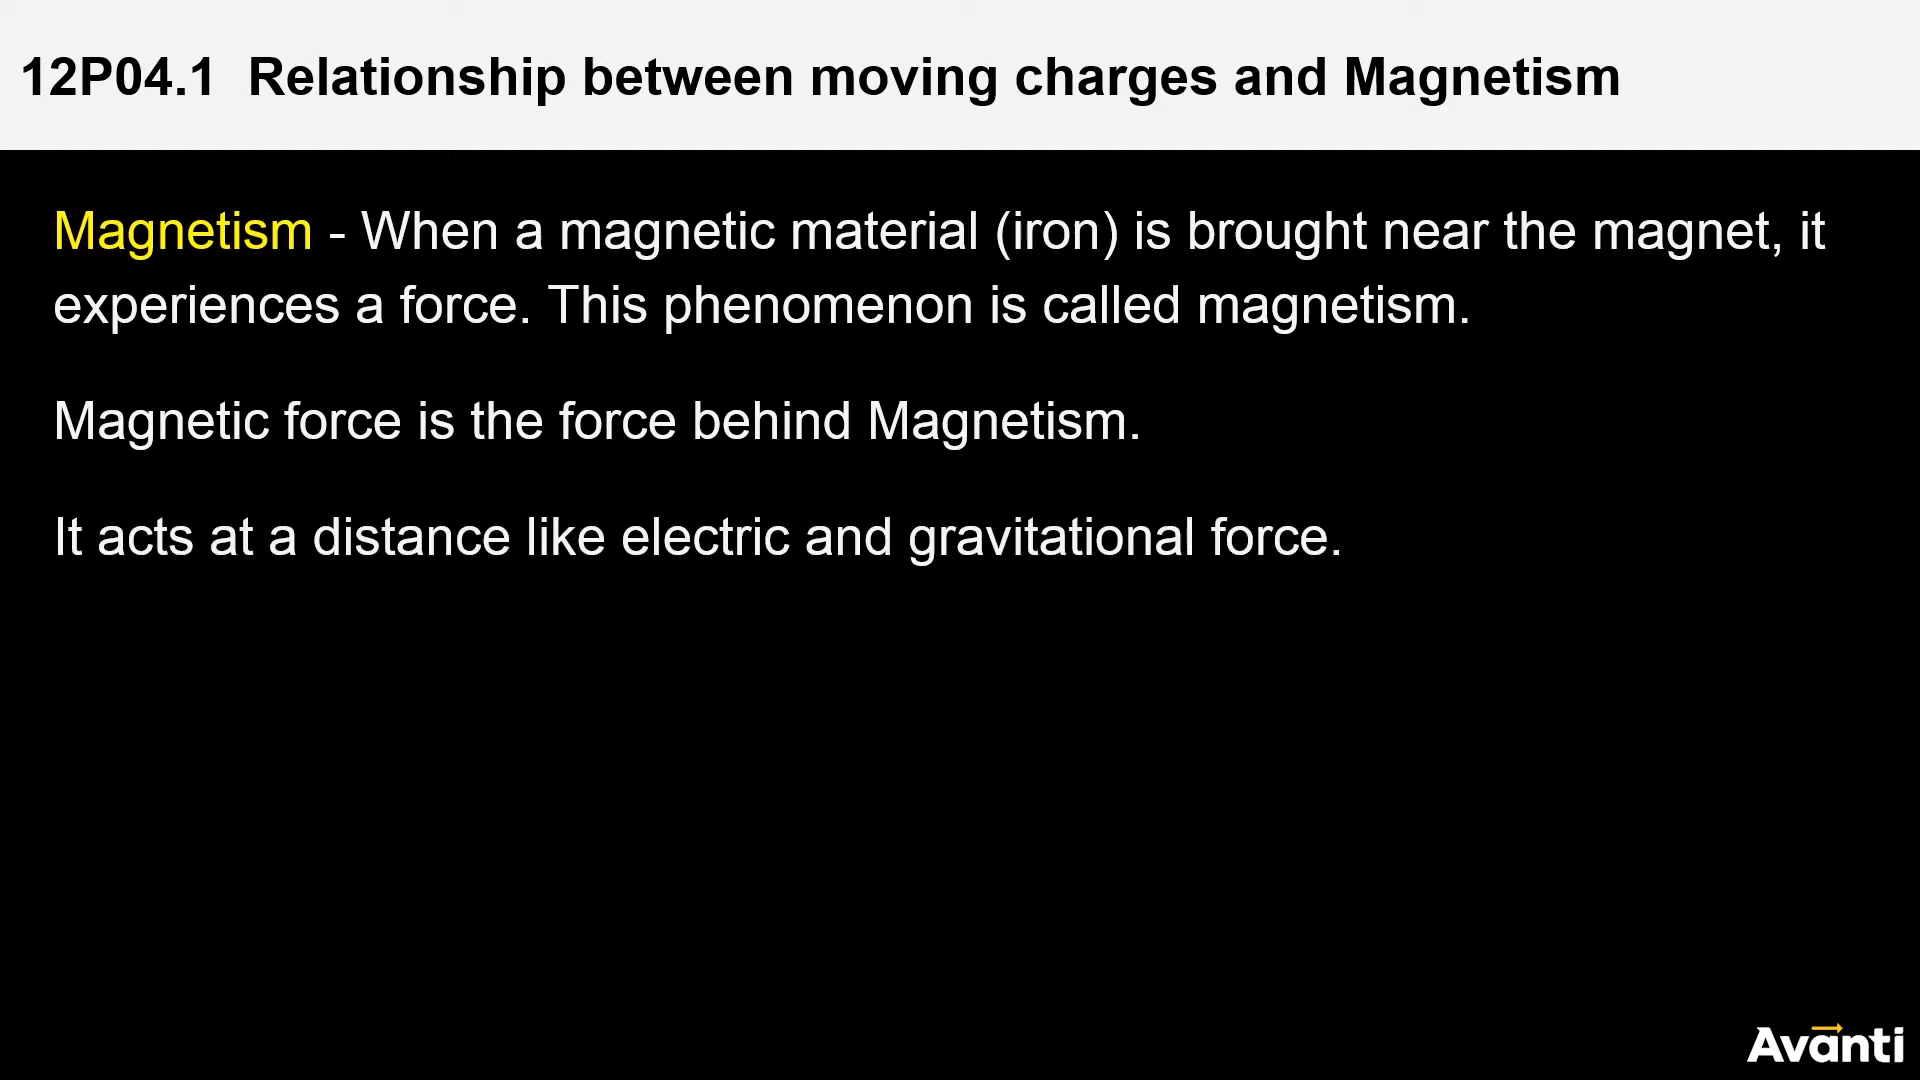 12P04.1 Relationship between moving charges and Magnetism
Magnetism - When a magnetic material (iron) is brought near the magnet, it
experiences a force. This phenomenon is called magnetism.
Magnetic force is the force behind Magnetism.
It acts at a distance like electric and gravitational force.
Avanti